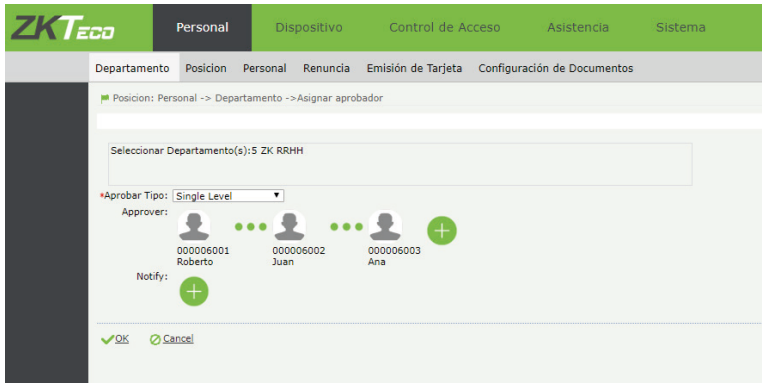 ZKTeco Personal Dispositivo Control de Acceso Asistencia Sistema
Departamento Posicion Personal Renuncia Emisión de Tarjeta Configuración de Documentos
Posicion: Personal -> Departamento ->Asignar aprobador
Seleccionar Departamento(s):5 ZK RRHH
*Aprobar Tipo: Single Level
Approver:
000006001 000006002 000006003
Roberto Juan Ana
Notify:
OK Cancel